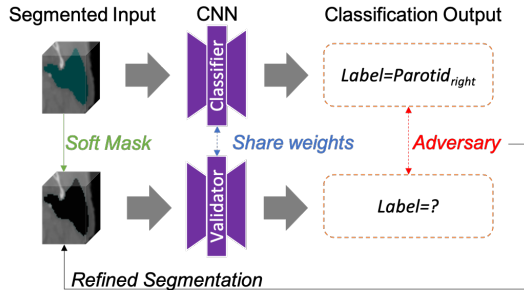 Segmented Input
CNN
Classification Output
Classifier
Label=Parotid_right
Soft Mask
Share weights
Adversary
Validator
Label=?
Refined Segmentation